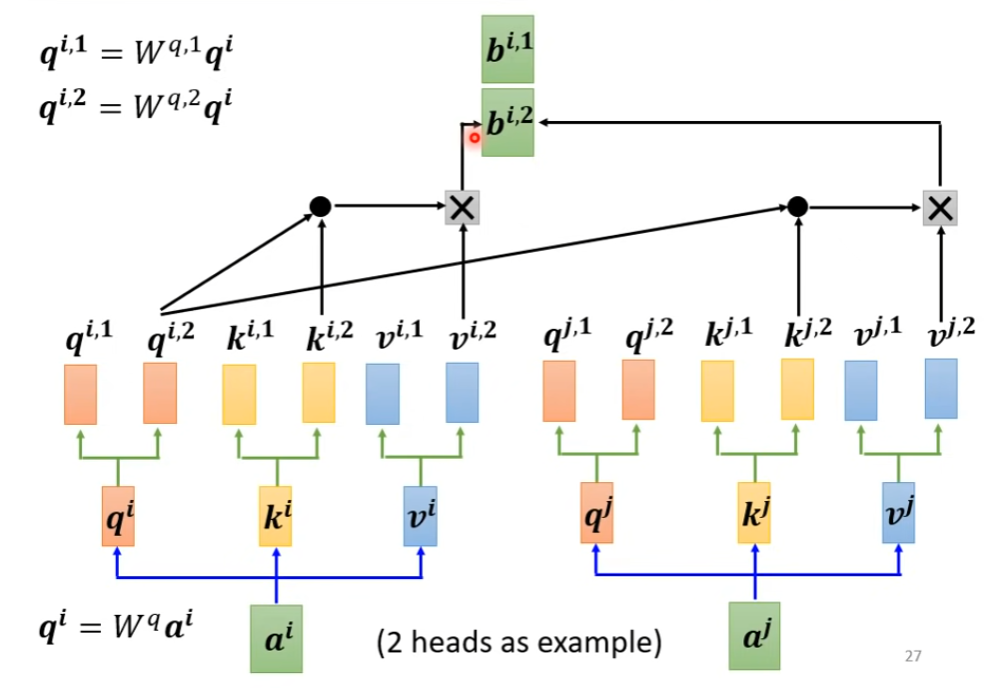 q^{i,1} = W^{q,1}q^i
q^{i,2} = W^{q,2}q^i
b^{i,1}
b^{i,2}
q^{i,1} q^{i,2} k^{i,1} k^{i,2} v^{i,1} v^{i,2} q^{j,1} q^{j,2} k^{j,1} k^{j,2} v^{j,1} v^{j,2}
q^i k^i v^i q^j k^j v^j
q^i = W^q a^i
a^i
(2 heads as example)
a^j
27